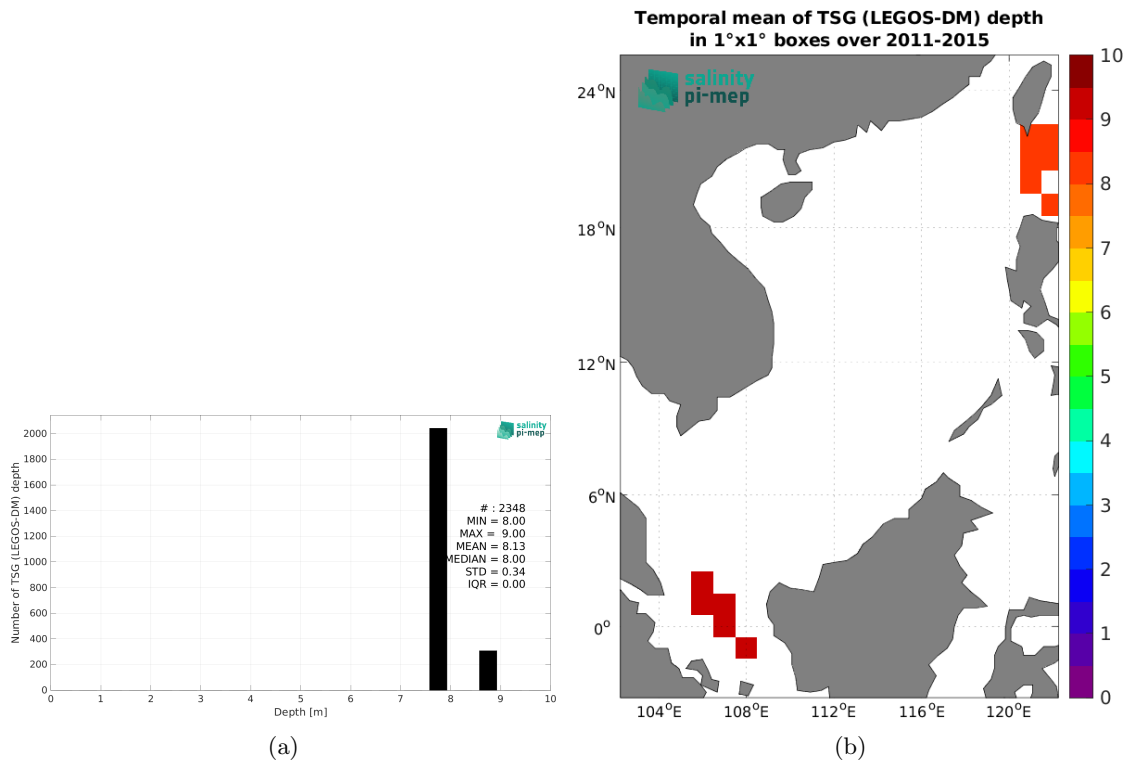 Temporal mean of TSG (LEGOS-DM) depth
in 1°x1° boxes over 2011-2015
salinity
pi-mep
24°N
18°N
12°N
6°N
0°
104°E
108°E
112°E
116°E
120°E
10
9
8
7
6
5
4
3
2
1
0
Number of TSG (LEGOS-DM) depth
2000
1800
1600
1400
1200
1000
800
600
400
200
0
salinity
pi-mep
# : 2348
MIN = 8.00
MAX = 9.00
MEAN = 8.13
MEDIAN = 8.00
STD = 0.34
IQR = 0.00
0 1 2 3 4 5 6 7 8 9 10
Depth [m]
(a)
(b)